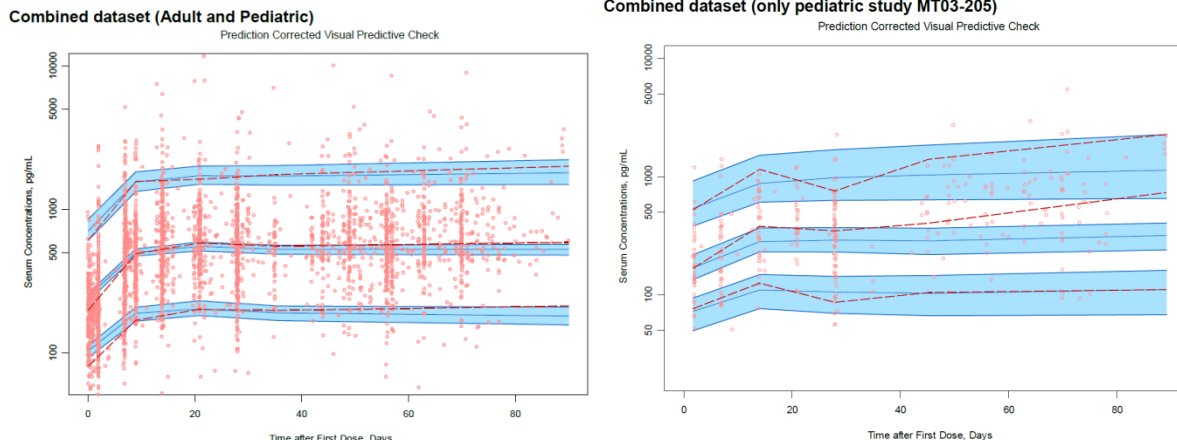 Combined dataset (Adult and Pediatric)
Prediction Corrected Visual Predictive Check
Serum Concentrations, pg/mL
10000
5000
1000
500
100
0
20
40
60
80
Time after First Dose, Days
Combined dataset (only pediatric study MT03-205)
Prediction Corrected Visual Predictive Check
Serum Concentrations, pg/mL
10000
5000
1000
500
100
50
0
20
40
60
80
Time after First Dose, Days